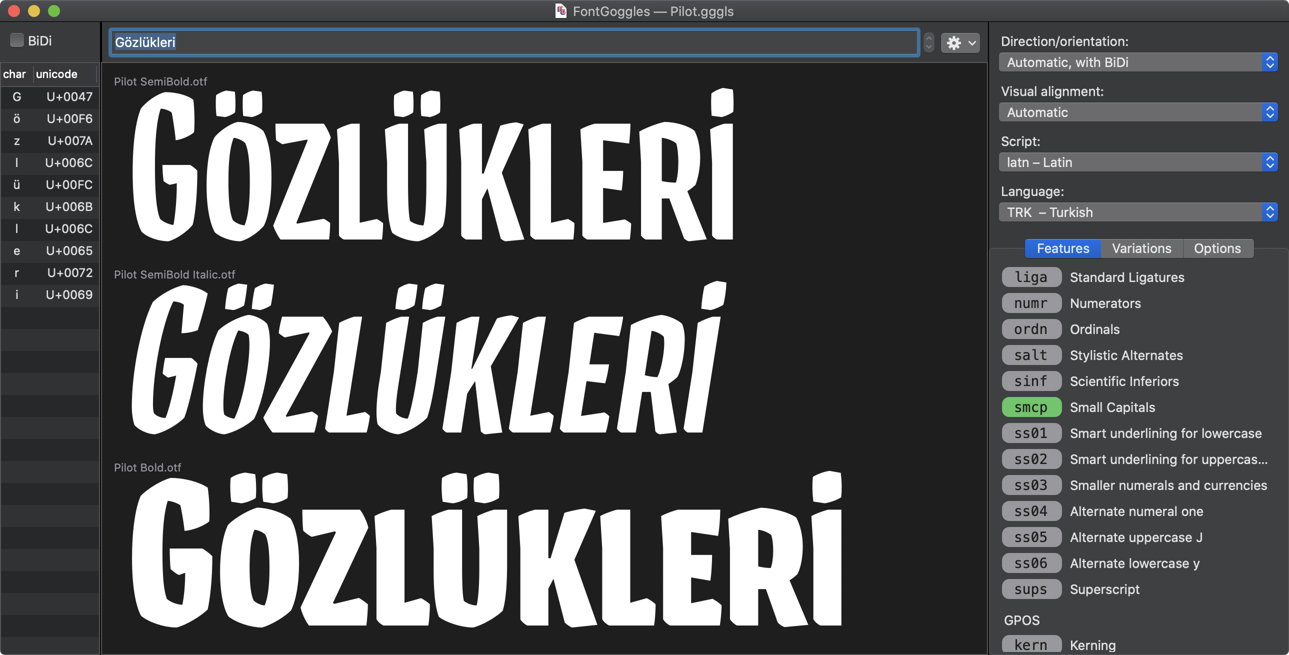 FontGoggles — Pilot.gggls
BiDi
Gözlükleri
char unicode
G U+0047
ö U+00F6
z U+007A
l U+006C
ü U+00FC
k U+006B
l U+006C
e U+0065
r U+0072
i U+0069
Pilot SemiBold.otf
GÖZLÜKLERİ
Pilot SemiBold Italic.otf
GÖZLÜKLERİ
Pilot Bold.otf
GÖZLÜKLERİ
Direction/orientation:
Automatic, with BiDi
Visual alignment:
Automatic
Script:
latn – Latin
Language:
TRK – Turkish
Features Variations Options
liga Standard Ligatures
numr Numerators
ordn Ordinals
salt Stylistic Alternates
sinf Scientific Inferiors
smcp Small Capitals
ss01 Smart underlining for lowercase
ss02 Smart underlining for uppercas...
ss03 Smaller numerals and currencies
ss04 Alternate numeral one
ss05 Alternate uppercase J
ss06 Alternate lowercase y
sups Superscript
GPOS
kern Kerning